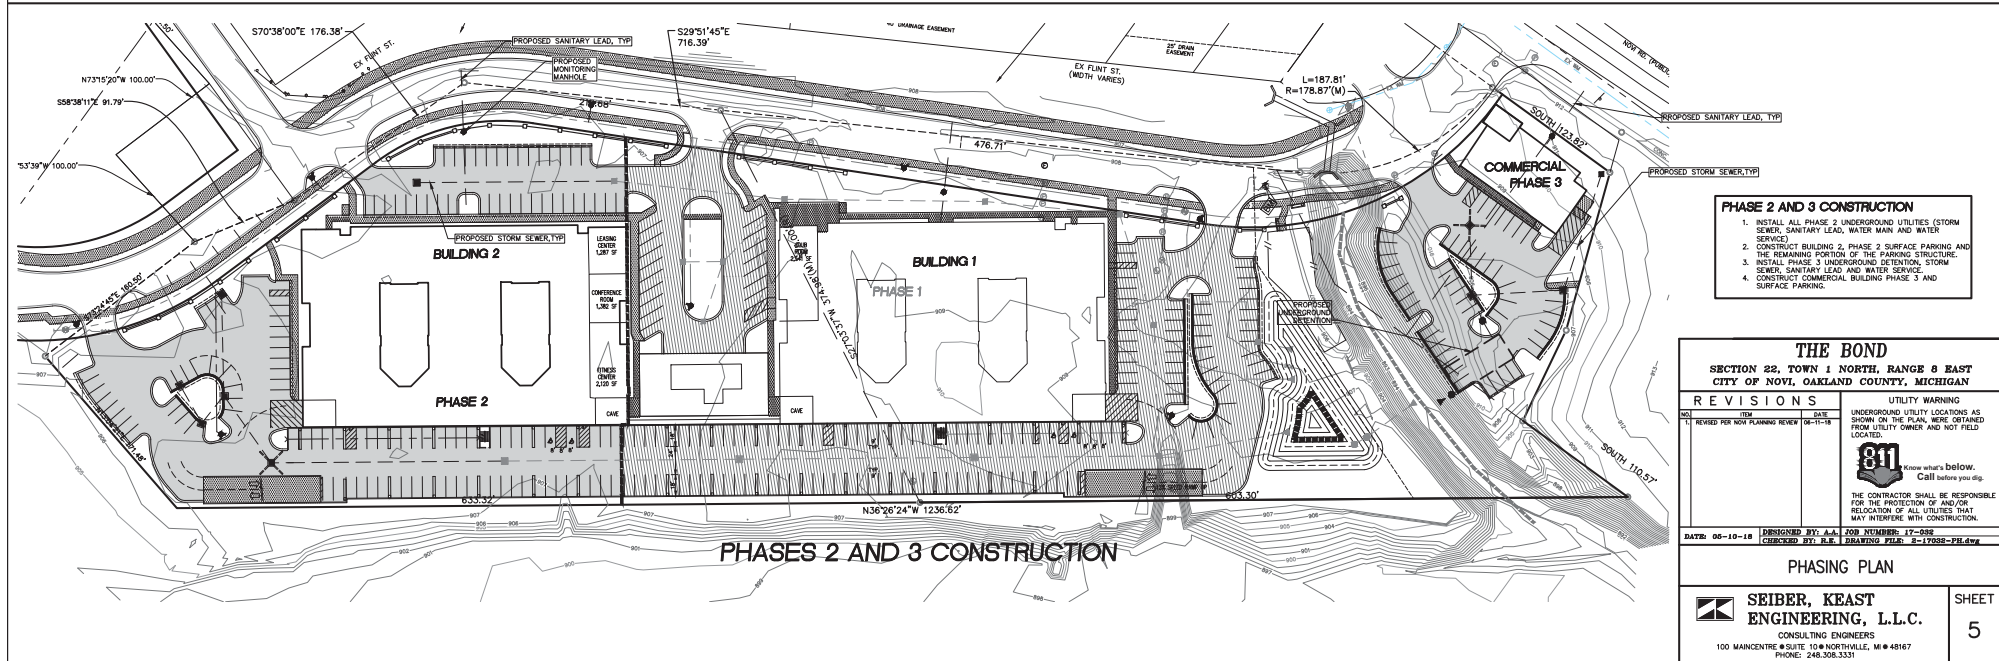 S70°38'00"E 176.38'
EX FLINT ST.
PROPOSED SANITARY LEAD, TYP
PROPOSED
MONITORING
MANHOLE
S29°51'45"E
716.39'
40' DRAINAGE EASEMENT
25' DRAIN
EASEMENT
EX FLINT ST.
(WIDTH VARIES)
L=187.81'
R=178.87'(M)
EX WM
NOVI RD. (PUBLIC
N73°15'20"W 100.00'
S58°38'11"E 91.79'
53'39"W 100.00'
476.71'
SOUTH 123.82'
PROPOSED SANITARY LEAD, TYP
COMMERCIAL
PHASE 3
PROPOSED STORM SEWER,TYP
PROPOSED STORM SEWER,TYP
BUILDING 2
LEASING
CENTER
1,287 SF
CONFERENCE
ROOM
1,382 SF
FITNESS
CENTER
2,120 SF
CAVE
PHASE 2
BUILDING 1
PHASE 1
CAVE
PROPOSED
UNDERGROUND
DETENTION
633.32'
603.30'
N36°26'24"W 1236.62'
SOUTH 110.57'
PHASES 2 AND 3 CONSTRUCTION
PHASE 2 AND 3 CONSTRUCTION
1. INSTALL ALL PHASE 2 UNDERGROUND UTILITIES (STORM
SEWER, SANITARY LEAD, WATER MAIN AND WATER
SERVICE)
2. CONSTRUCT BUILDING 2, PHASE 2 SURFACE PARKING AND
THE REMAINING PORTION OF THE PARKING STRUCTURE.
3. INSTALL PHASE 3 UNDERGROUND DETENTION, STORM
SEWER, SANITARY LEAD AND WATER SERVICE.
4. CONSTRUCT COMMERCIAL BUILDING PHASE 3 AND
SURFACE PARKING.
THE BOND
SECTION 22, TOWN 1 NORTH, RANGE 8 EAST
CITY OF NOVI, OAKLAND COUNTY, MICHIGAN
REVISIONS
NO. ITEM DATE
1. REVISED PER NOVI PLANNING REVIEW 06-11-18
UTILITY WARNING
UNDERGROUND UTILITY LOCATIONS AS
SHOWN ON THE PLAN, WERE OBTAINED
FROM UTILITY OWNER AND NOT FIELD
LOCATED.
811
Know what's below.
Call before you dig.
THE CONTRACTOR SHALL BE RESPONSIBLE
FOR THE PROTECTION OF AND/OR
RELOCATION OF ALL UTILITIES THAT
MAY INTERFERE WITH CONSTRUCTION.
DATE: 05-10-18
DESIGNED BY: A.A. JOB NUMBER: 17-032
CHECKED BY: R.E. DRAWING FILE: 2-17032-PH.dwg
PHASING PLAN
SEIBER, KEAST
ENGINEERING, L.L.C.
CONSULTING ENGINEERS
100 MAINCENTRE • SUITE 10 • NORTHVILLE, MI • 48167
PHONE: 248.308.3331
SHEET
5